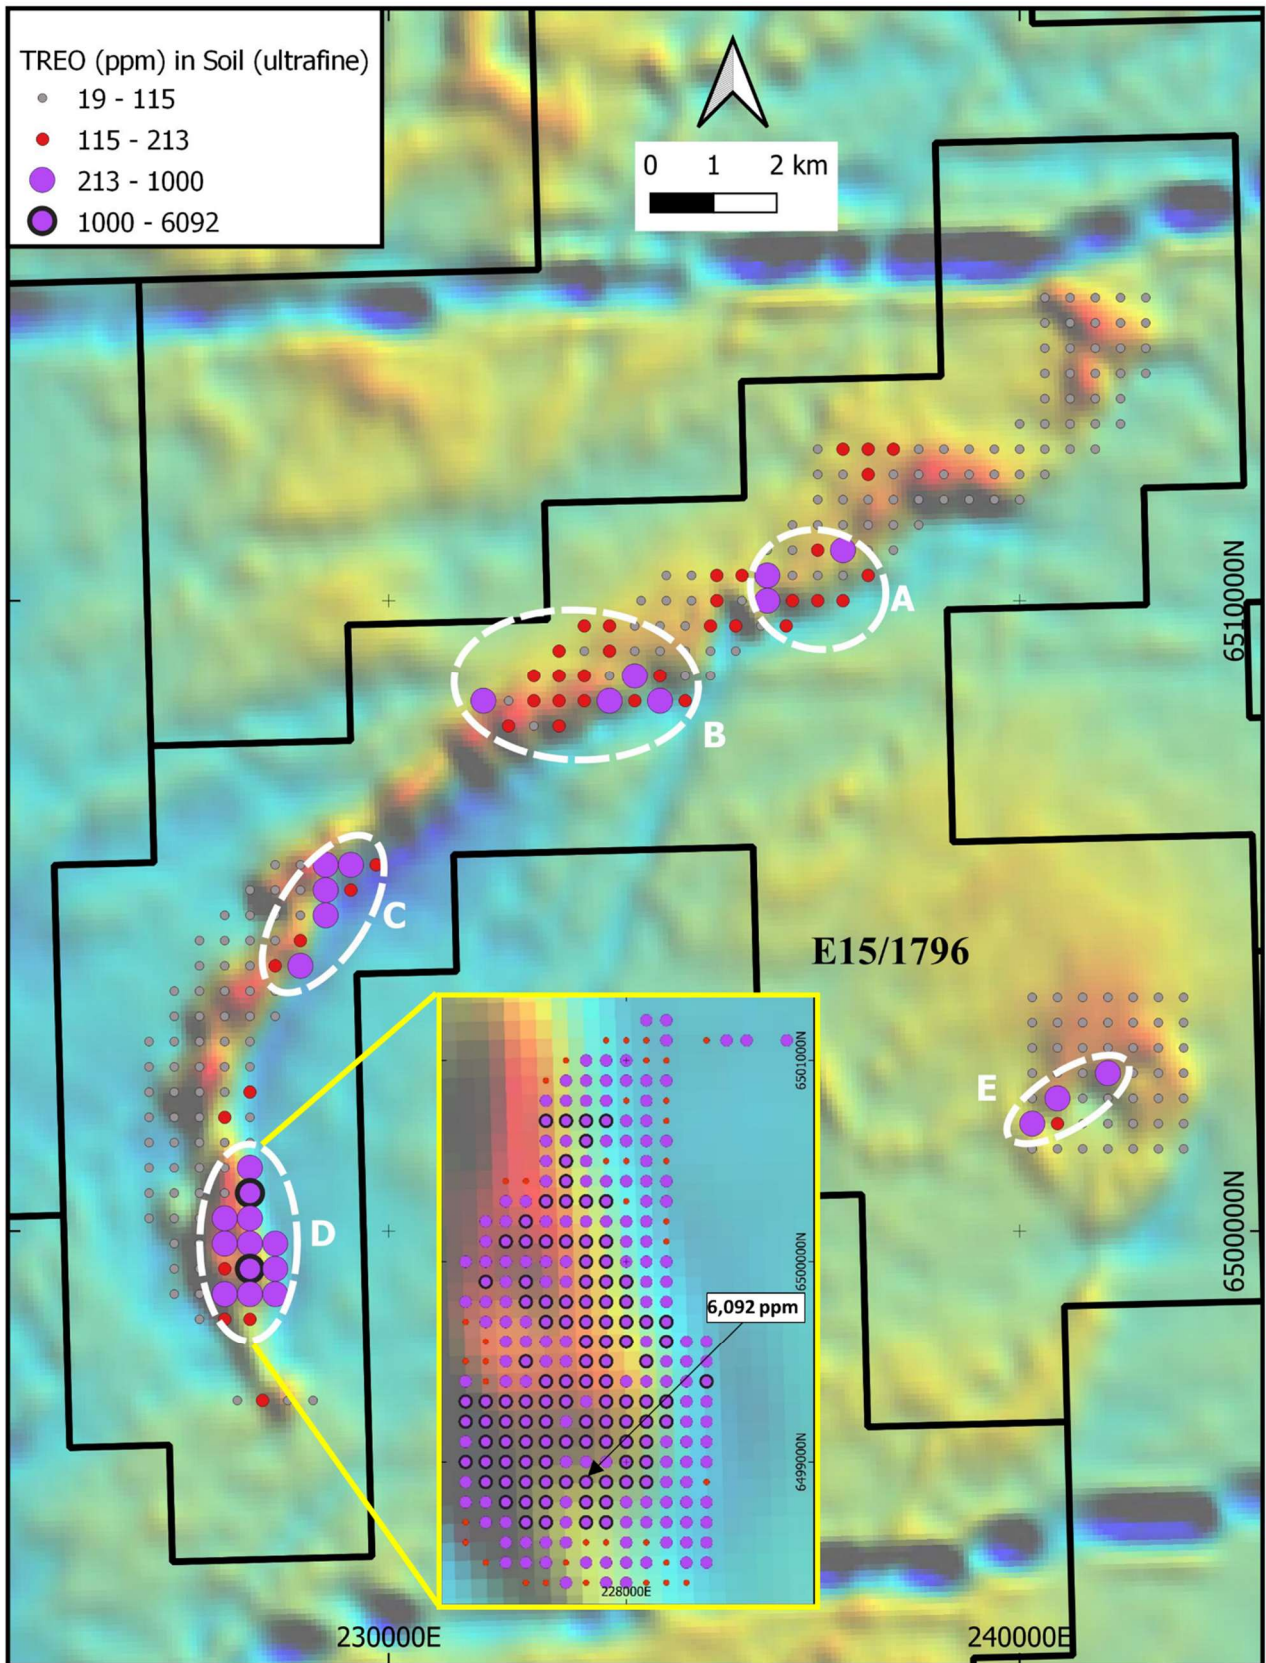 TREO (ppm) in Soil (ultrafine)
19 - 115
115 - 213
213 - 1000
1000 - 6092
0 1 2 km
A
6510000N
B
C
E15/1796
6501000N
E
D
6500000N
6500000N
6,092 ppm
6499000N
228000E
230000E
240000E